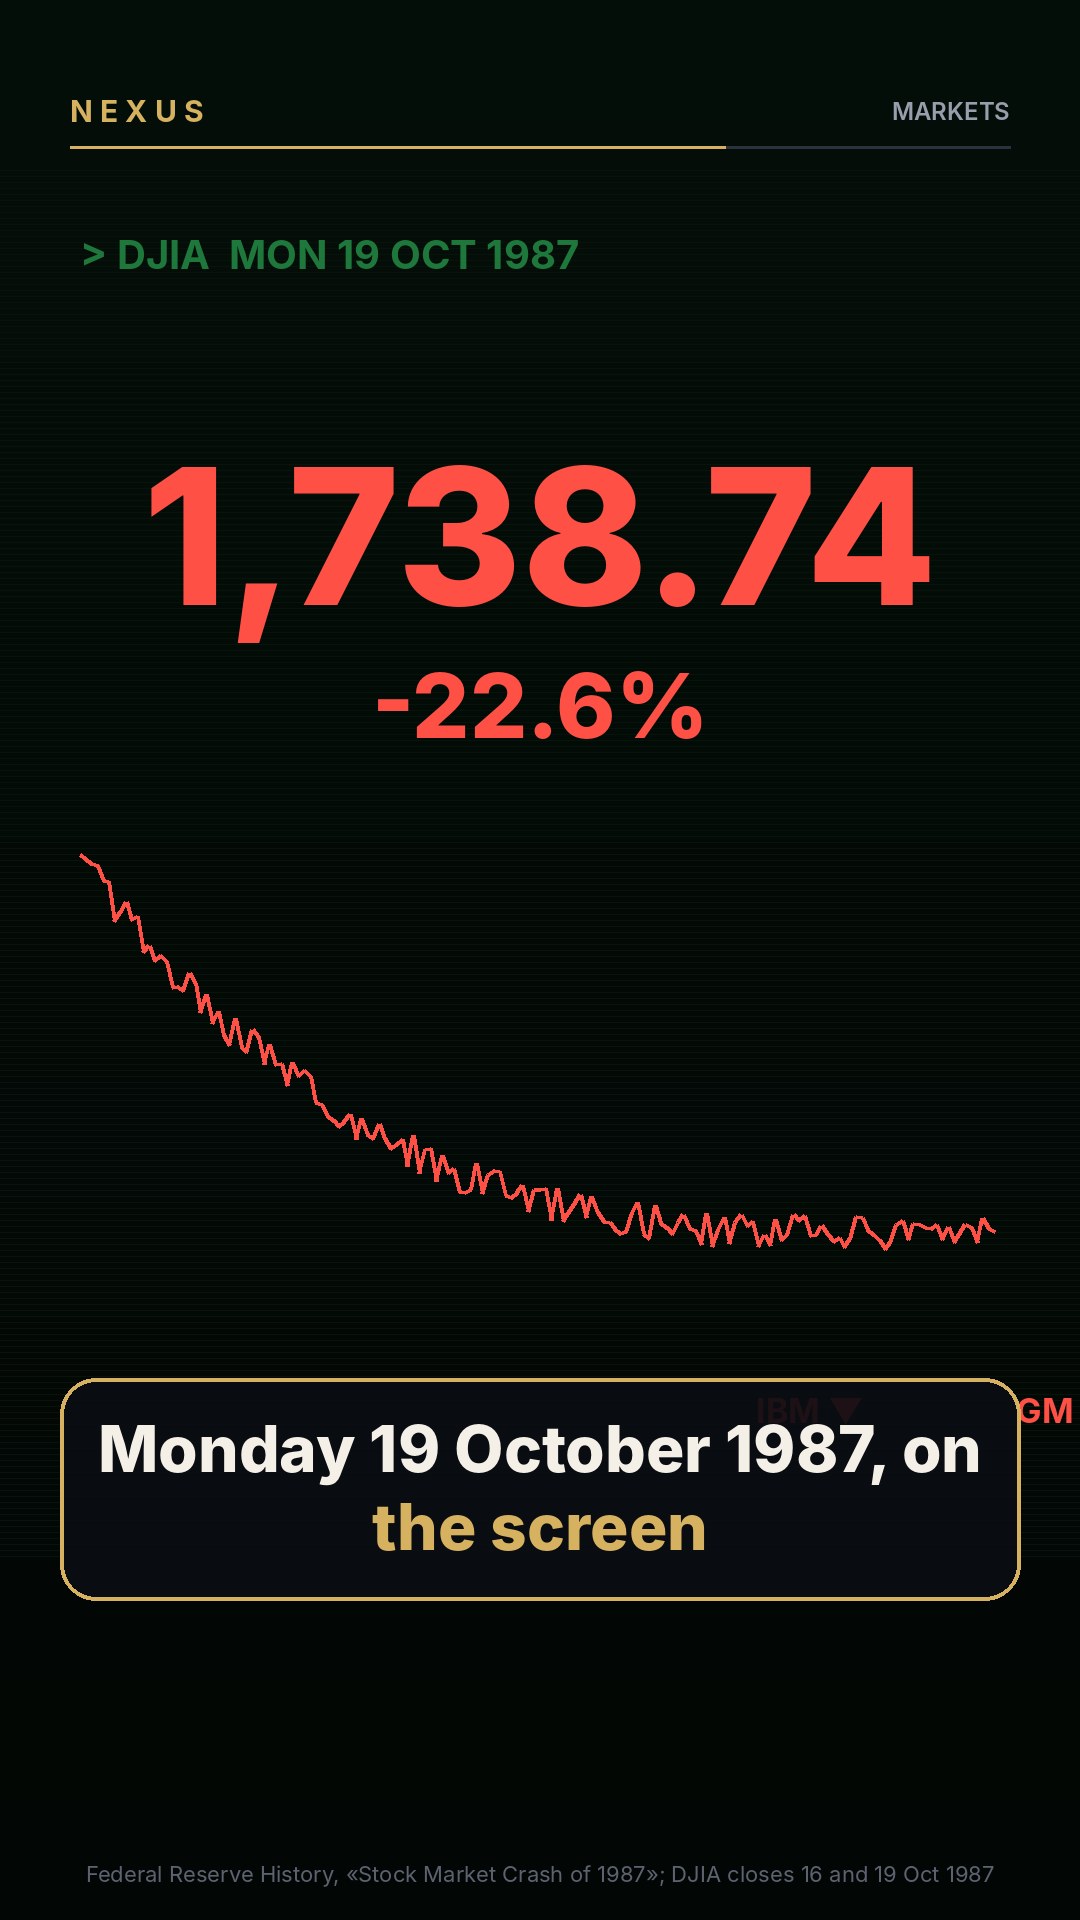 NEXUS
MARKETS
> DJIA MON 19 OCT 1987
1,738.74
-22.6%
IBM ▼
GM
Monday 19 October 1987, on
the screen
Federal Reserve History, «Stock Market Crash of 1987»; DJIA closes 16 and 19 Oct 1987